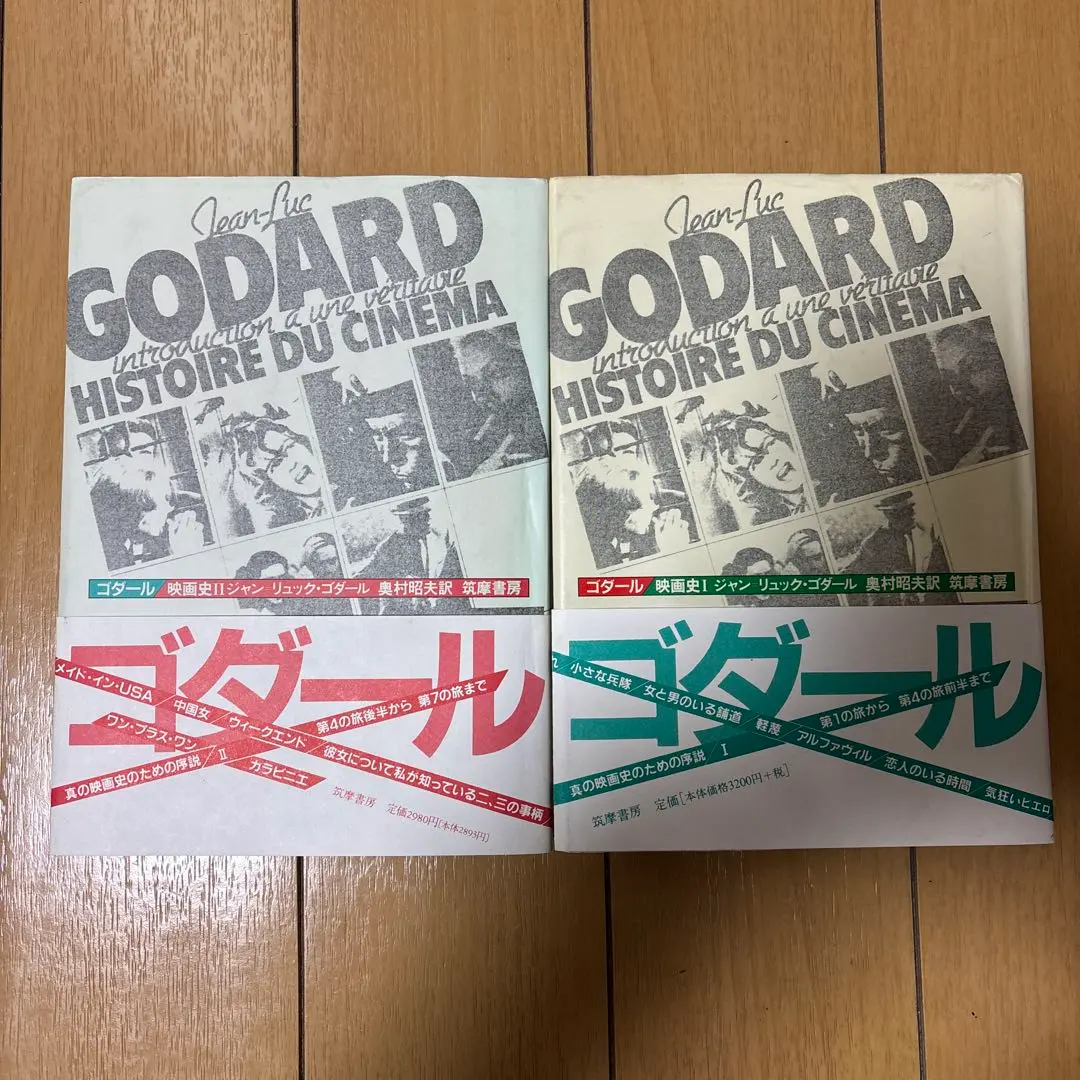 Jean-Luc
GODARD
introduction à une véritable
HISTOIRE DU CINEMA
ゴダール 映画史II ジャン リュック・ゴダール 奥村昭夫訳 筑摩書房
ゴダール
メイド・イン・USA/中国女/ウィークエンド/彼女について私が知っている二、三の事柄
ワン・プラス・ワン
カラビニエ
真の映画史のための序説/II 第4の旅後半から 第7の旅まで
筑摩書房 定価2980円[本体2893円]
Jean-Luc
GODARD
introduction à une véritable
HISTOIRE DU CINEMA
ゴダール 映画史I ジャン リュック・ゴダール 奥村昭夫訳 筑摩書房
ゴダール
れ/小さな兵隊/女と男のいる舗道/軽蔑/アルファヴィル/恋人のいる時間/気狂いピエロ
真の映画史のための序説 I 第1の旅から 第4の旅前半まで
筑摩書房 定価[本体価格3200円+税]